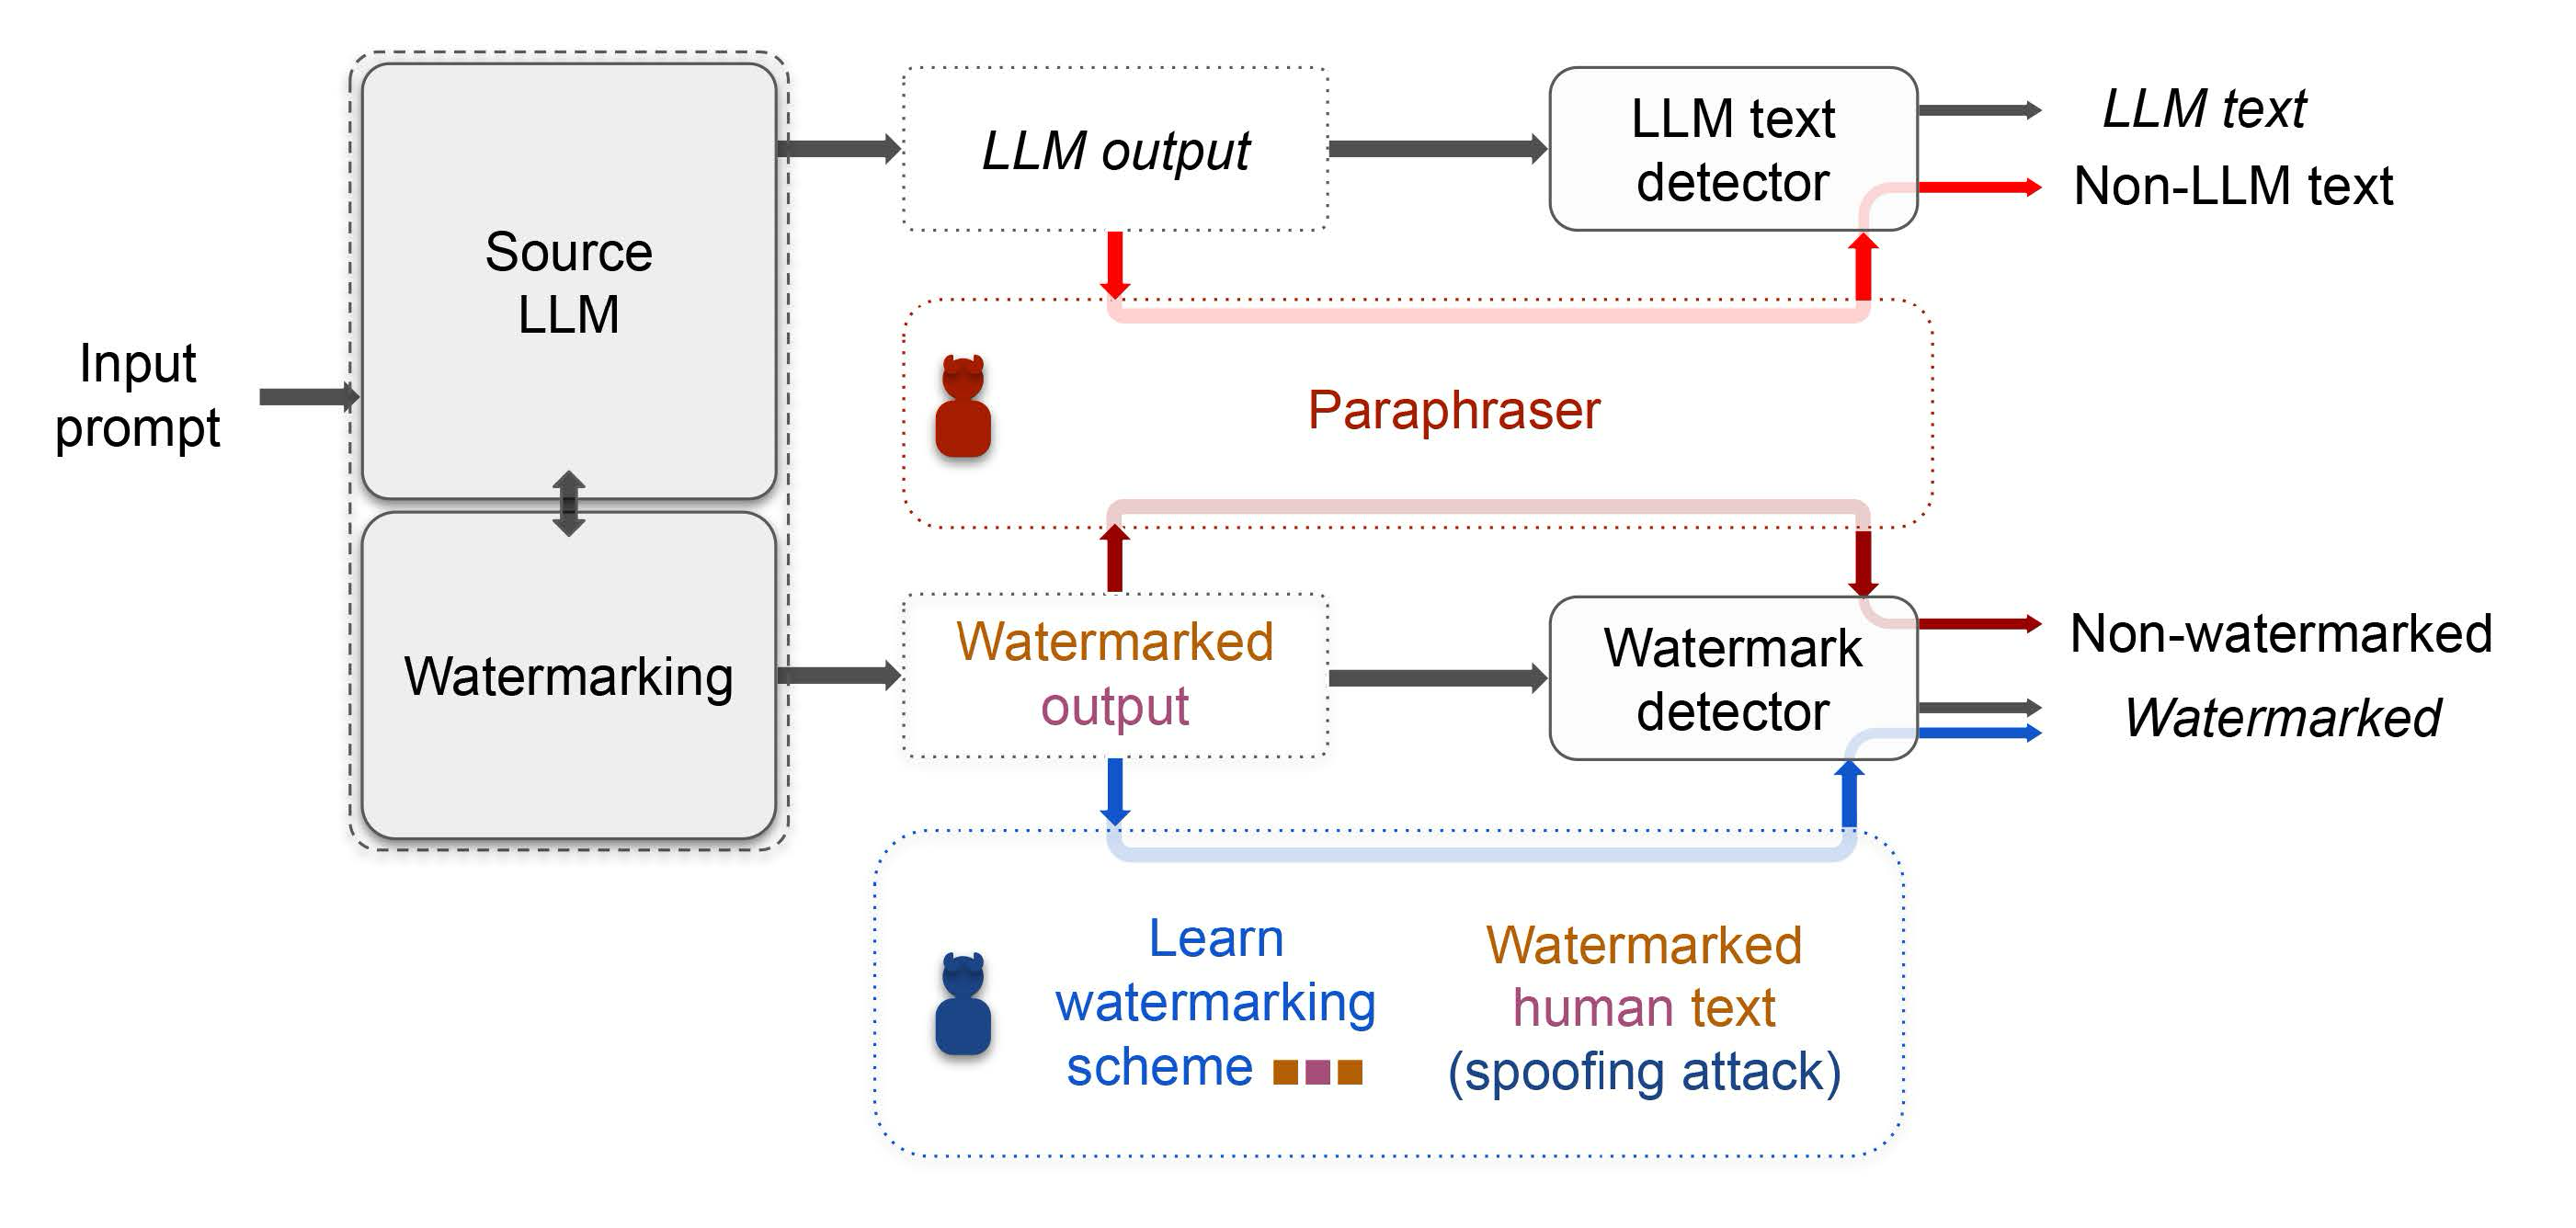 Input
prompt
Source
LLM
Watermarking
LLM output
LLM text
detector
LLM text
Non-LLM text
Paraphraser
Watermarked
output
Watermark
detector
Non-watermarked
Watermarked
Learn
watermarking
scheme
Watermarked
human text
(spoofing attack)